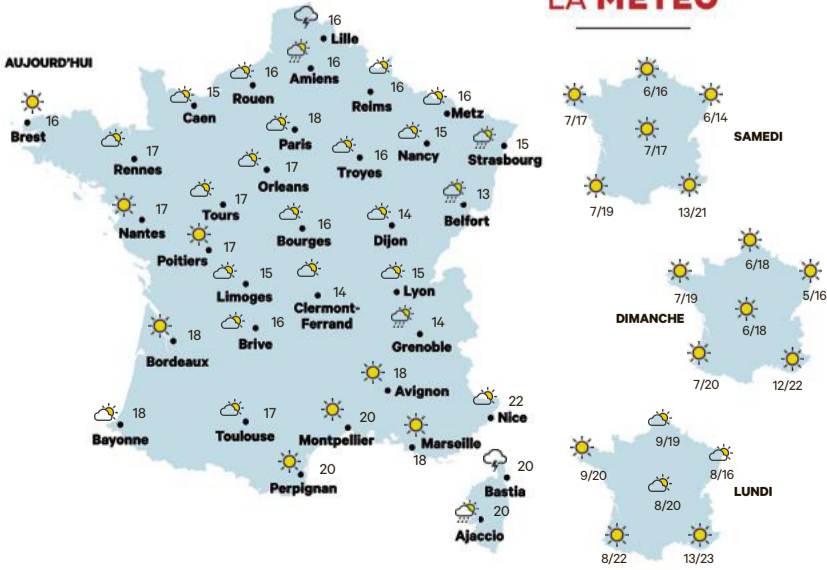 LA METEO
AUJOURD'HUI
16
Lille
16
Amiens
16
Rouen
15
Caen
16
Reims
16
Metz
16
Brest
18
Paris
17
Rennes
16
Troyes
15
Nancy
15
Strasbourg
17
Orleans
13
Belfort
17
Tours
17
Nantes
16
Bourges
14
Dijon
17
Poitiers
15
Limoges
14
Clermont-
Ferrand
15
Lyon
16
Brive
14
Grenoble
18
Bordeaux
18
Avignon
22
Nice
18
Bayonne
17
Toulouse
20
Montpellier
Marseille
18
20
Perpignan
20
Bastia
20
Ajaccio
6/16
7/17
6/14
7/17
SAMEDI
7/19
13/21
6/18
7/19
5/16
DIMANCHE
6/18
7/20
12/22
9/19
9/20
8/16
8/20
LUNDI
8/22
13/23